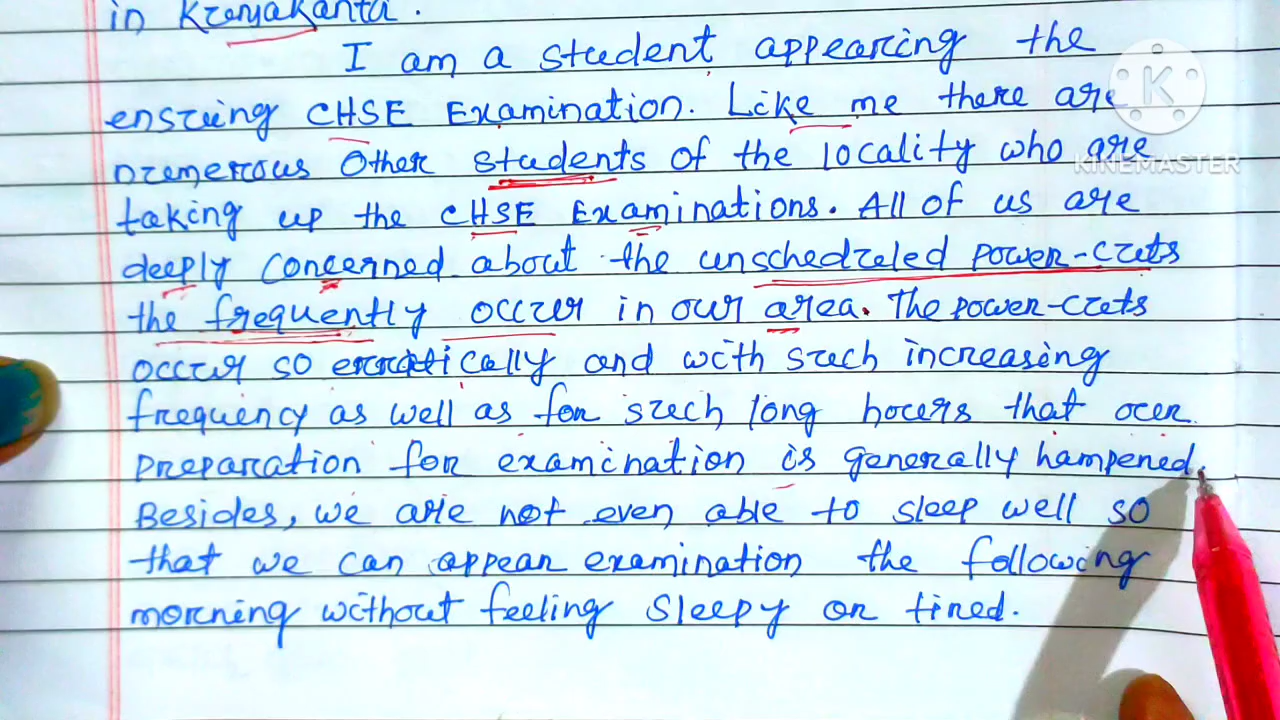 in
I am a student appearing the
ensuing CHSE Examination. Like me there are
numerous Other students of the locality who are
taking up the CHSE Examinations. All of us are
deeply concerned about the unscheduled power-cuts
the frequently occur in our area. The power-cuts
occur so erratically and with such increasing
frequency as well as for such long hours that our
preparation for examination is generally hampened.
Besides, we are not even able to sleep well so
that we can appear examination the following
morning without feeling sleepy or tired.
K
KINEMASTER